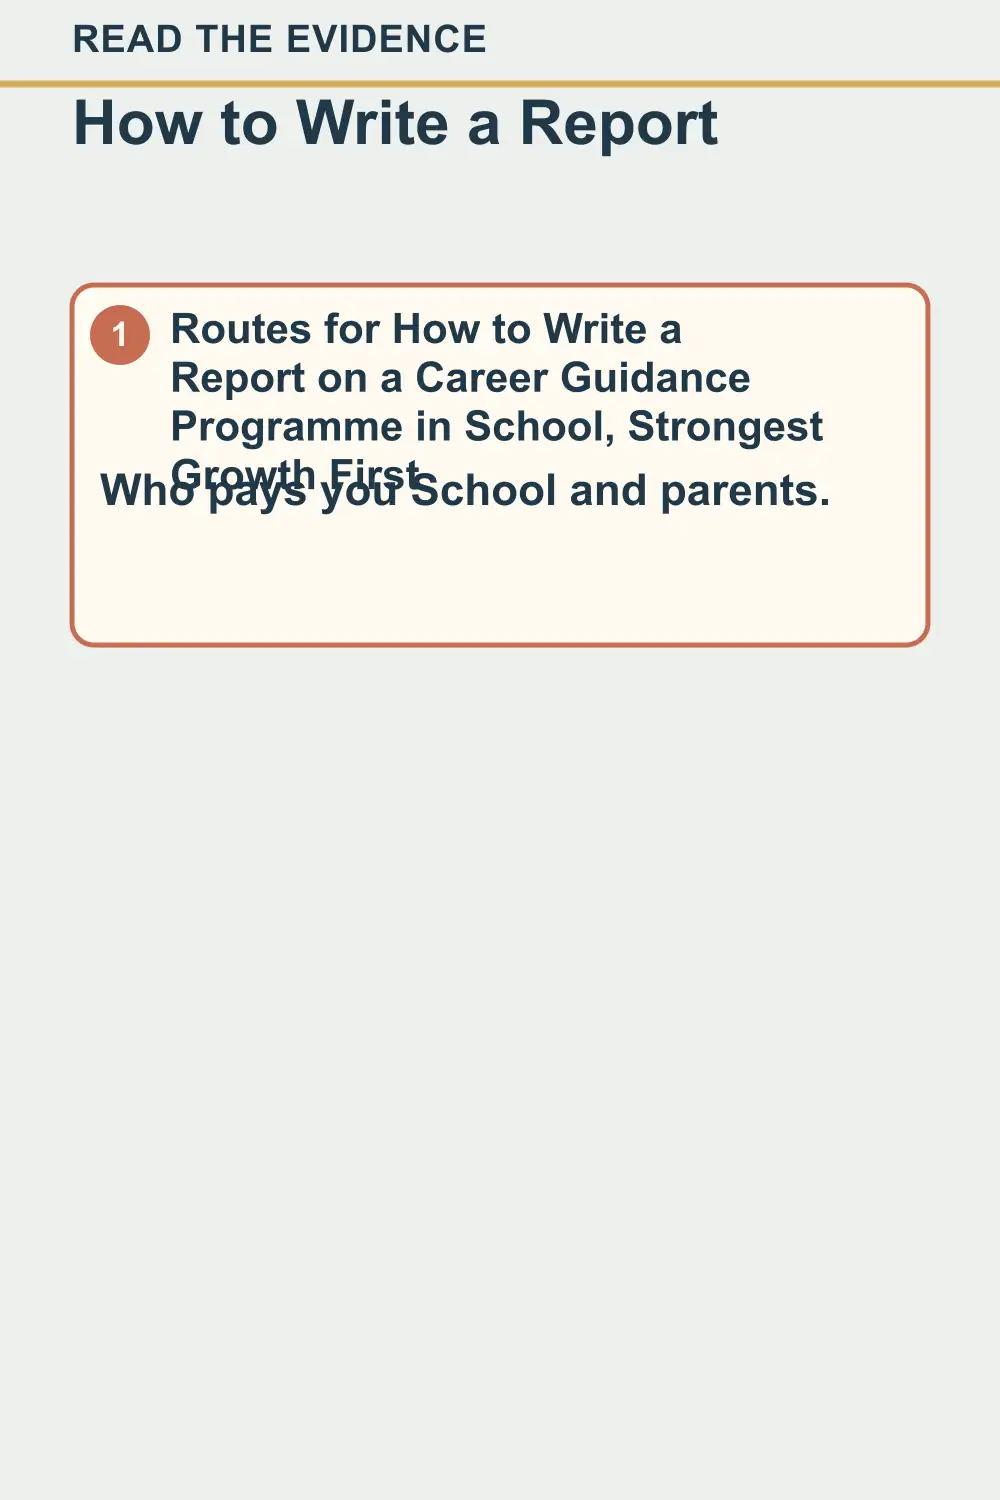 READ THE EVIDENCE
How to Write a Report
1
Routes for How to Write a
Report on a Career Guidance
Programme in School, Strongest
Growth First
Who pays you School and parents.